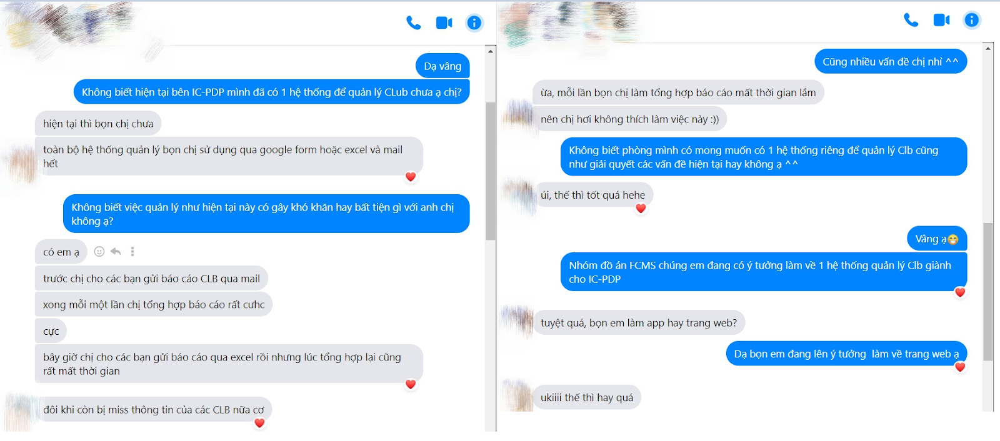 Dạ vâng
Không biết hiện tại bên IC-PDP mình đã có 1 hệ thống để quản lý CLub chưa ạ chị?
hiện tại thì bọn chị chưa
toàn bộ hệ thống quản lý bọn chị sử dụng qua google form hoặc excel và mail
hết
Không biết việc quản lý như hiện tại này có gây khó khăn hay bất tiện gì với anh chị
không ạ?
có em ạ
trước chị cho các bạn gửi báo cáo CLB qua mail
xong mỗi một lần chị tổng hợp báo cáo rất cưhc
cực
bây giờ chị cho các bạn gửi báo cáo qua excel rồi nhưng lúc tổng hợp lại cũng
rất mất thời gian
đôi khi còn bị miss thông tin của các CLB nữa cơ
Cũng nhiều vấn đề chị nhỉ ^^
ừa, mỗi lần bọn chị làm tổng hợp báo cáo mất thời gian lắm
nên chị hơi không thích làm việc này :))
Không biết phòng mình có mong muốn có 1 hệ thống riêng để quản lý Clb cũng
như giải quyết các vấn đề hiện tại hay không ạ ^^
úi, thế thì tốt quá hehe
Vâng ạ😁
Nhóm đồ án FCMS chúng em đang có ý tưởng làm về 1 hệ thống quản lý Clb giành
cho IC-PDP
tuyệt quá, bọn em làm app hay trang web?
Dạ bọn em đang lên ý tưởng  làm về trang web ạ
ukiiii thế thì hay quá